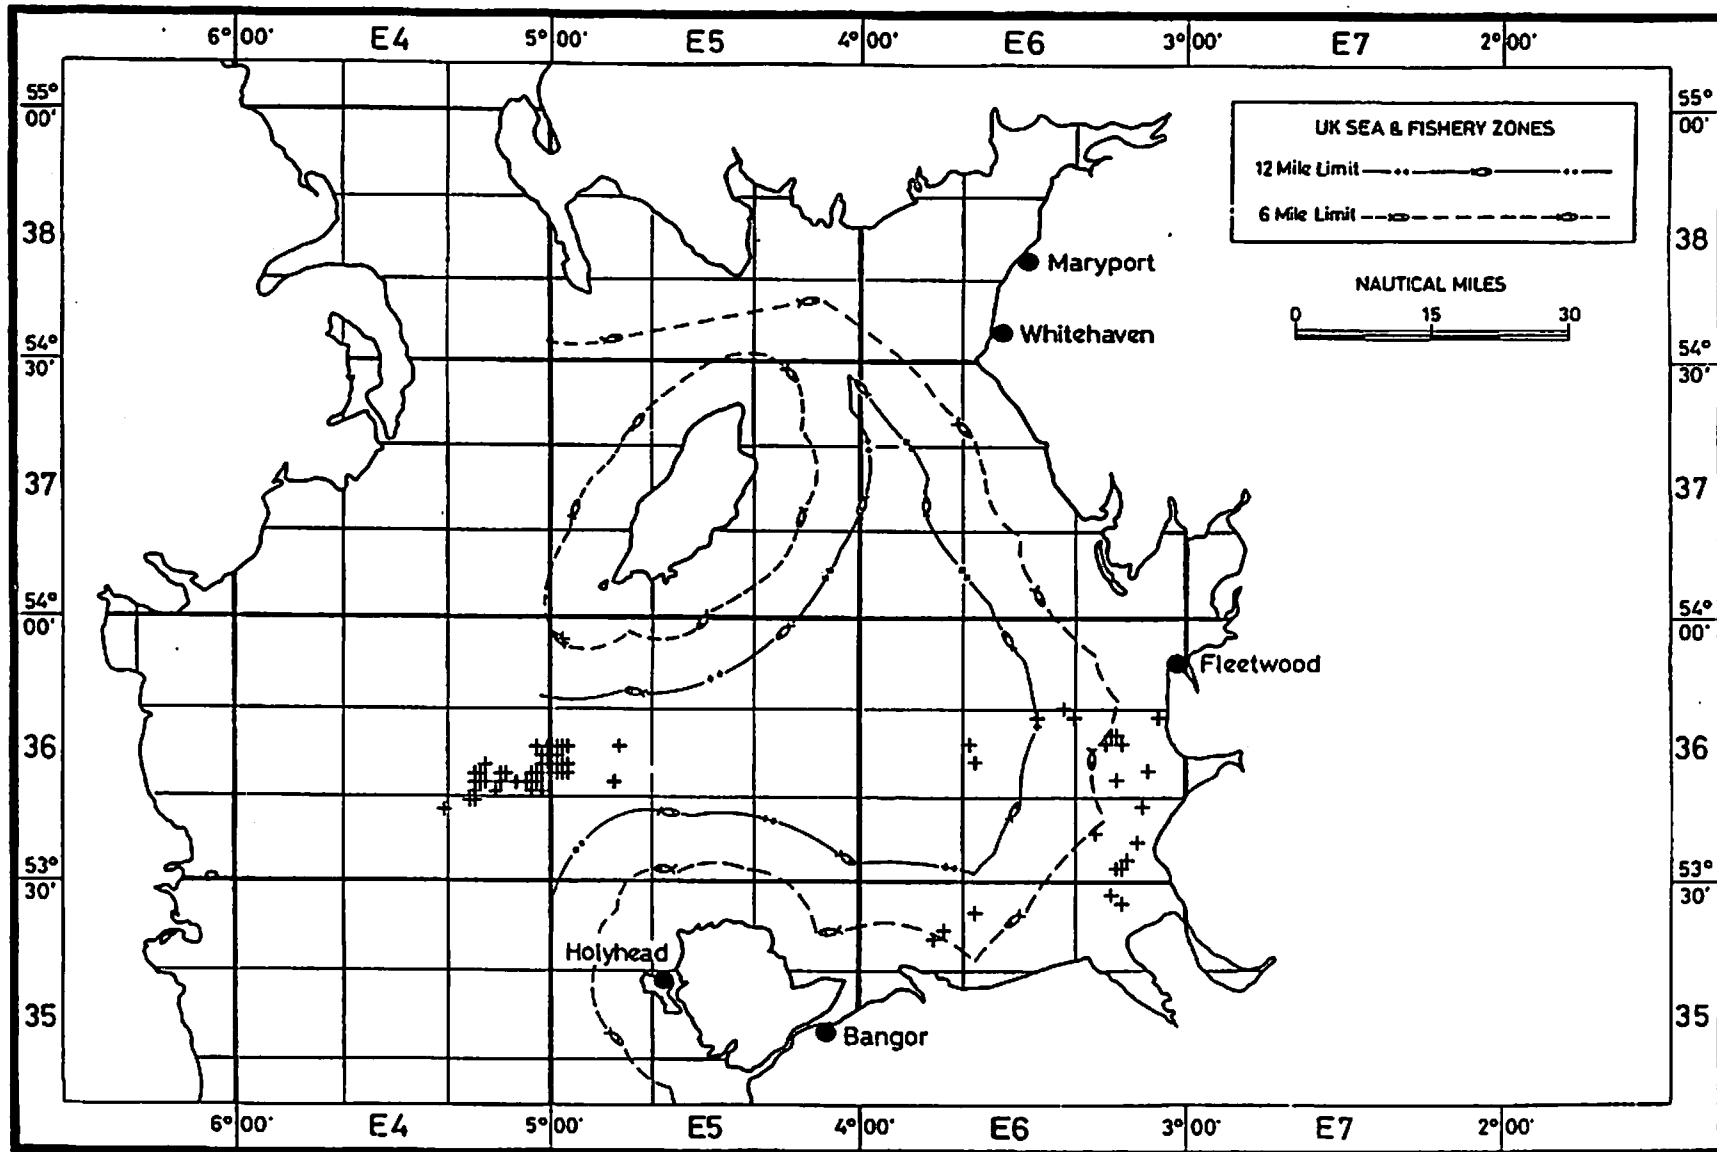 6°00' E4 5°00' E5 4°00' E6 3°00' E7 2°00'
55° 00'
55° 00'
UK SEA & FISHERY ZONES
12 Mile Limit
6 Mile Limit
38
38
Maryport
NAUTICAL MILES
0 15 30
Whitehaven
54° 30'
54° 30'
37
37
54° 00'
54° 00'
Fleetwood
36
36
53° 30'
53° 30'
Holyhead
35
35
Bangor
6°00' E4 5°00' E5 4°00' E6 3°00' E7 2°00'